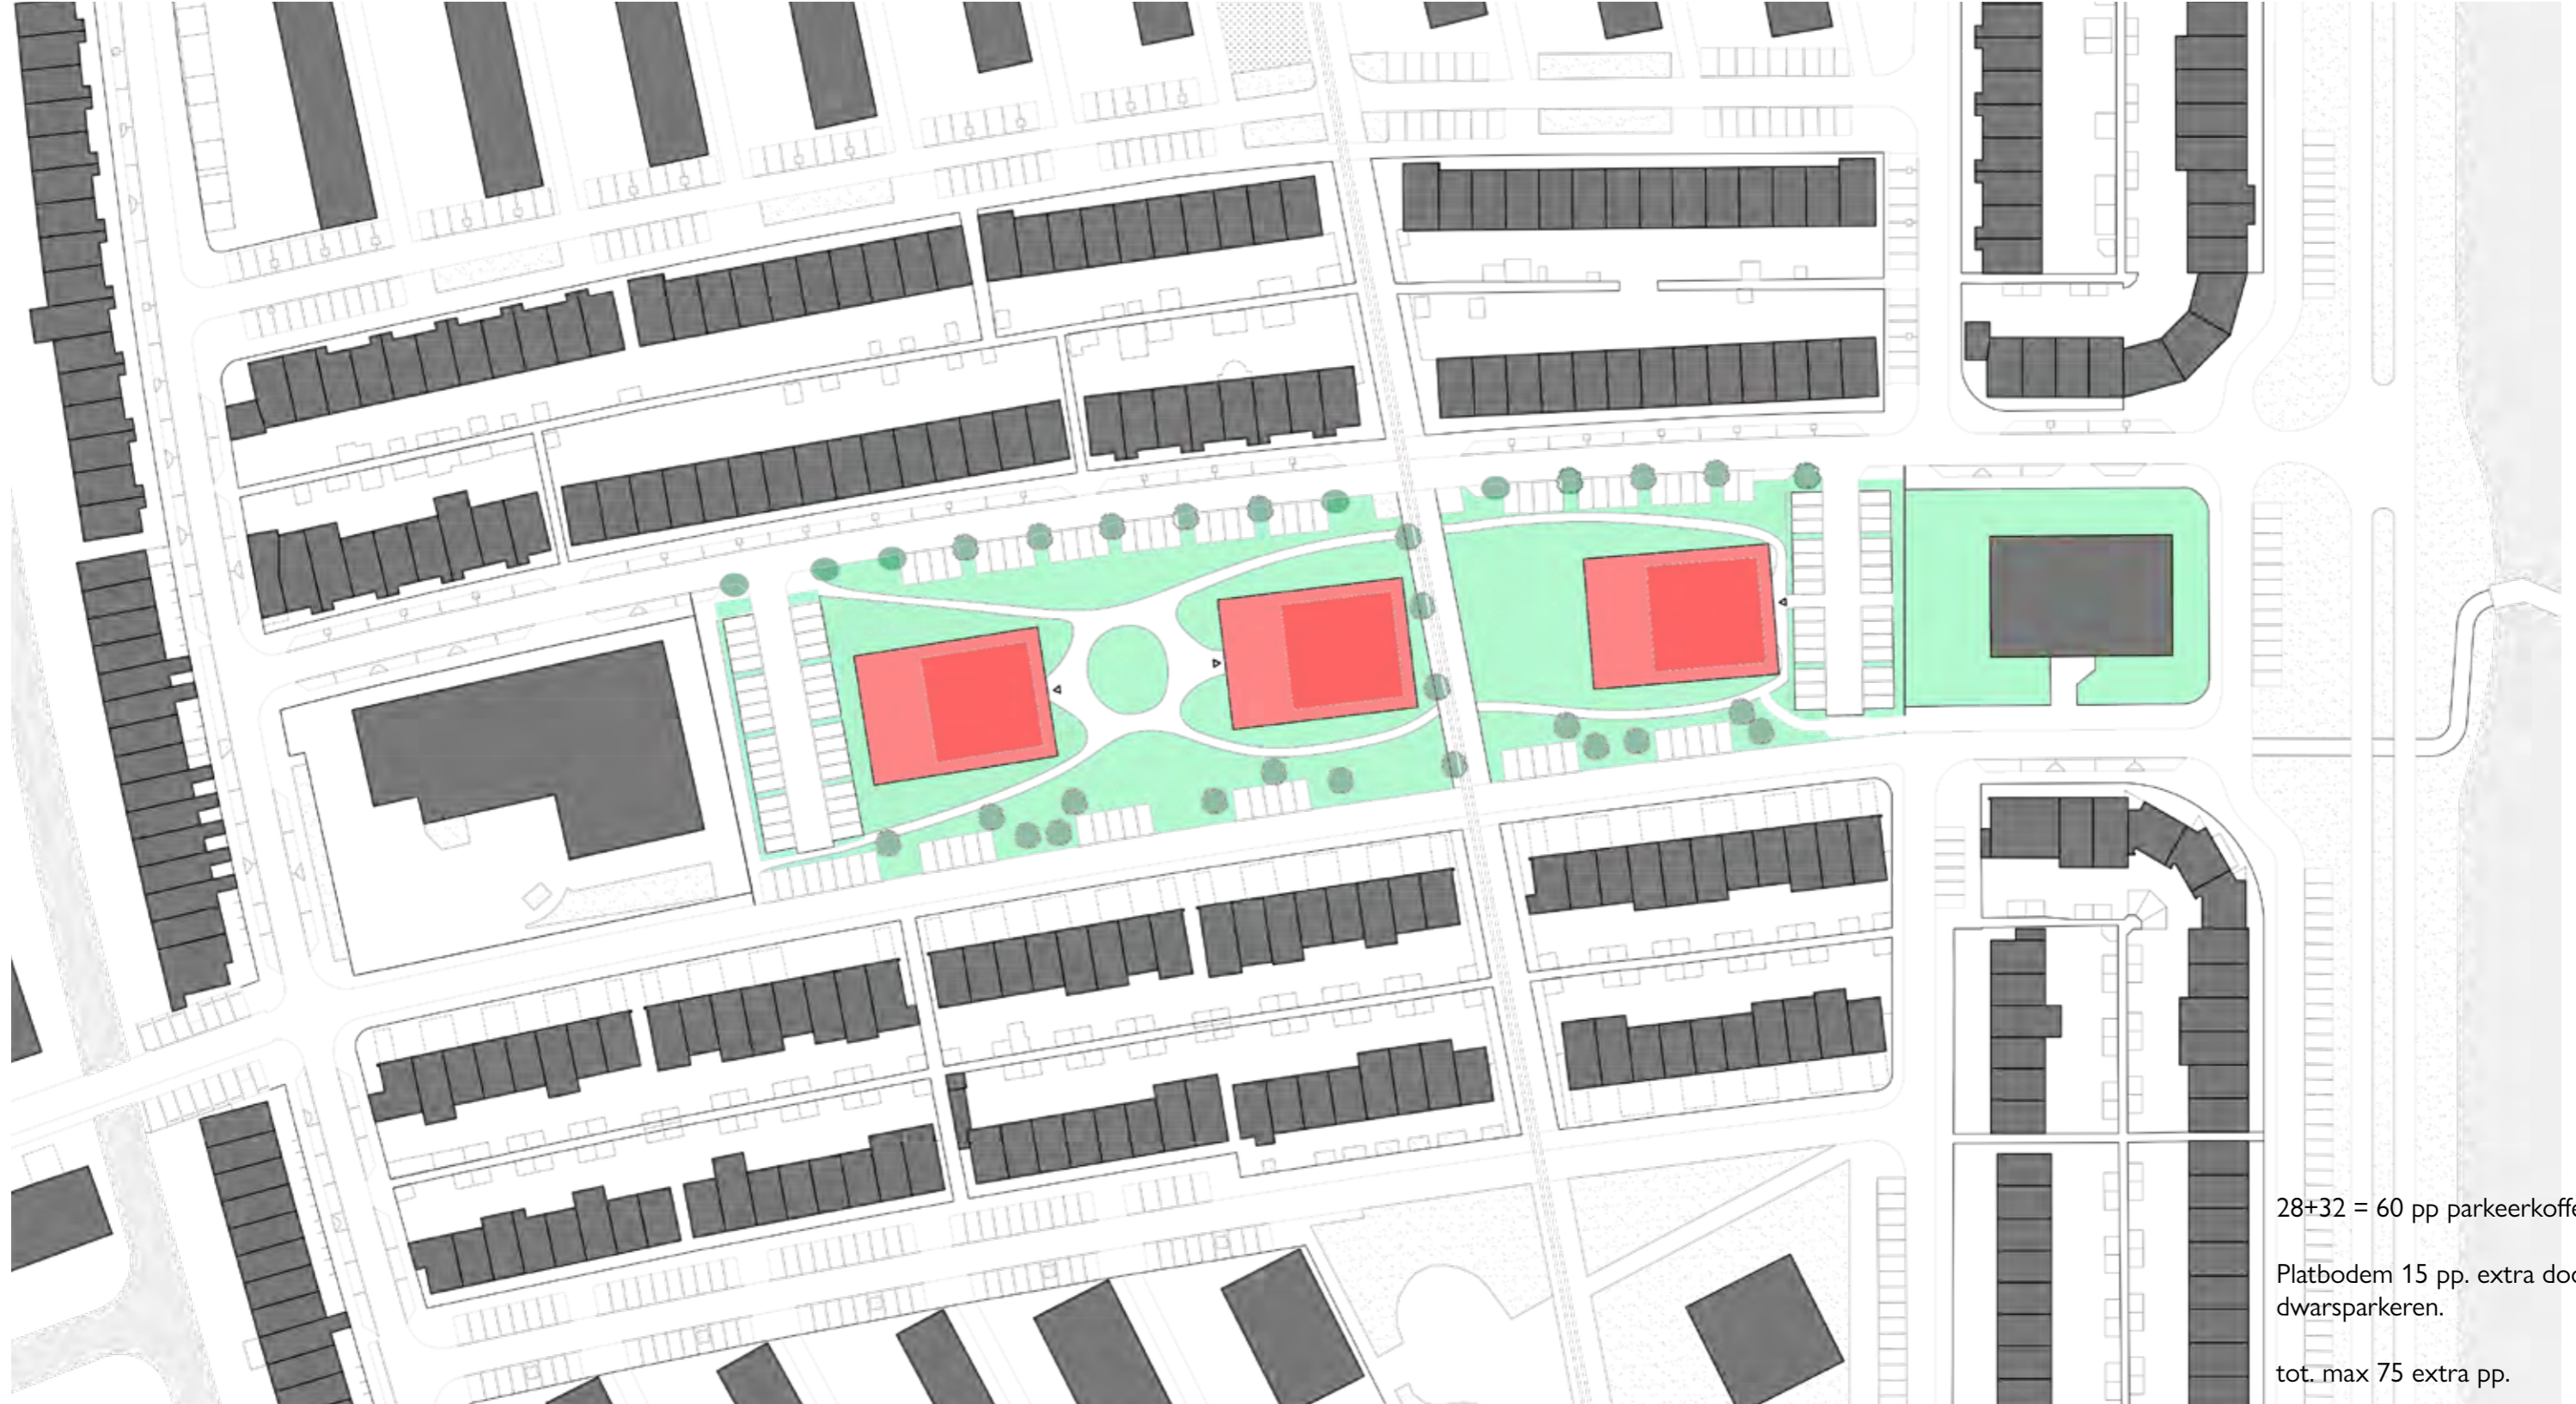 28+32 = 60 pp parkeerkoffe
Platbodem 15 pp. extra doo
dwarsparkeren.
tot. max 75 extra pp.